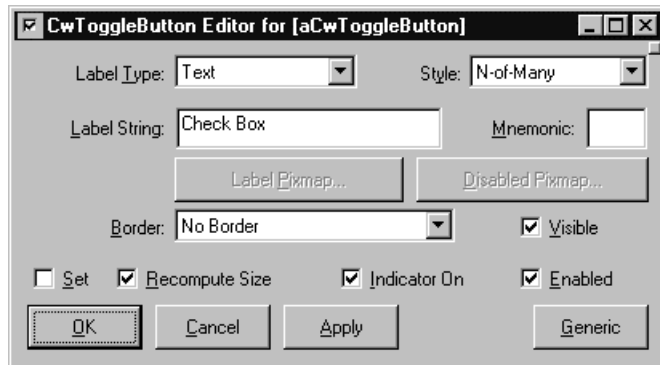 CwToggleButton Editor for [aCwToggleButton]
Label Type: Text Style: N-of-Many
Label String: Check Box Mnemonic:
Label Pixmap... Disabled Pixmap...
Border: No Border Visible
Set Recompute Size Indicator On Enabled
OK Cancel Apply Generic